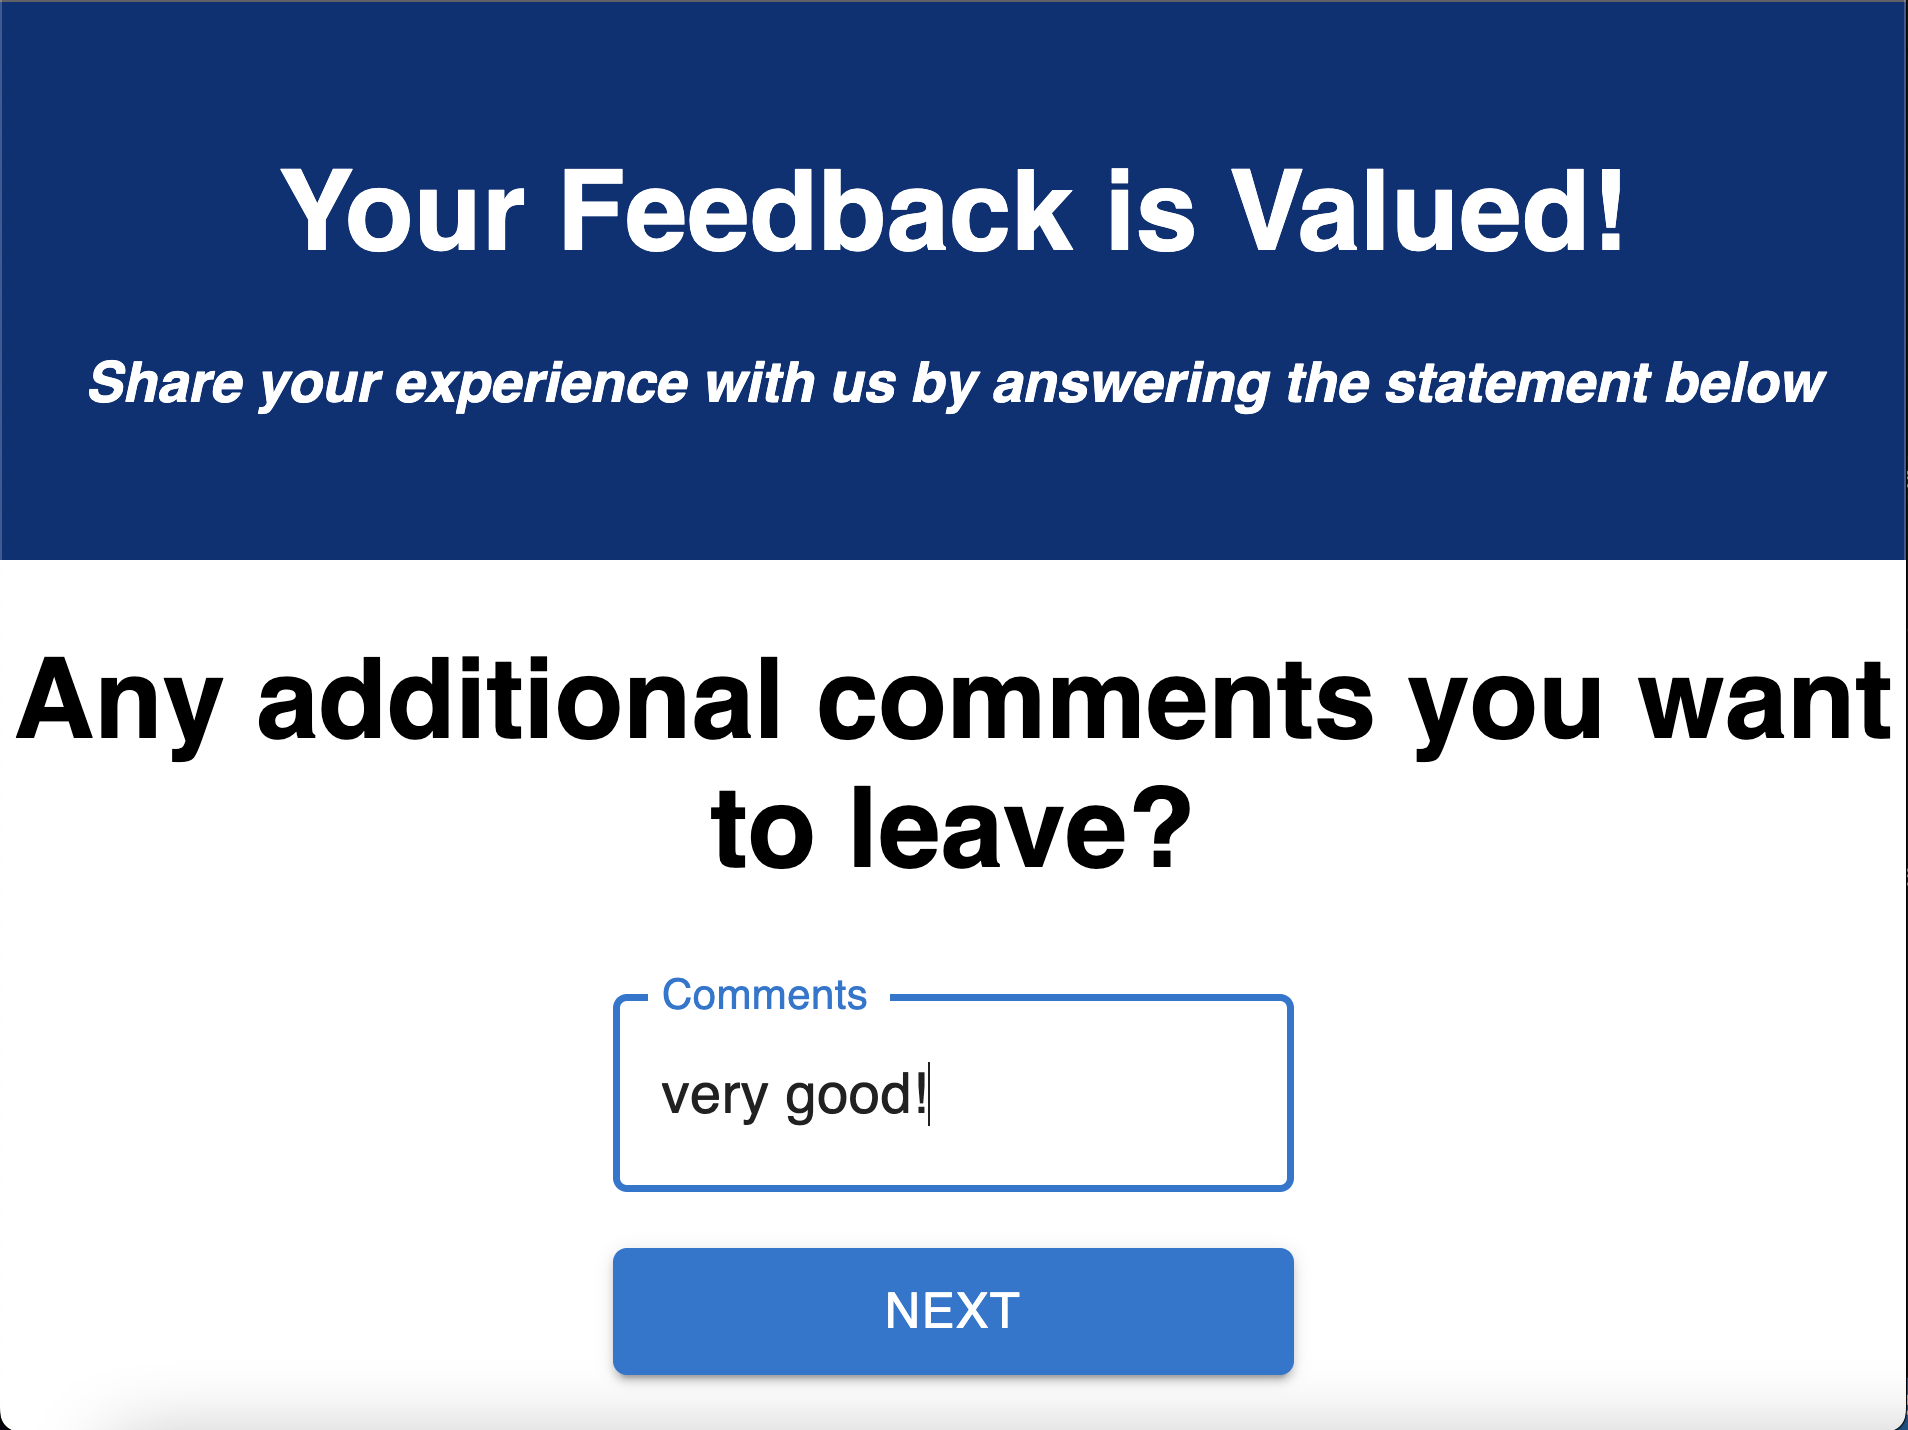 Your Feedback is Valued!
Share your experience with us by answering the statement below
Any additional comments you want
to leave?
Comments
very good!
NEXT